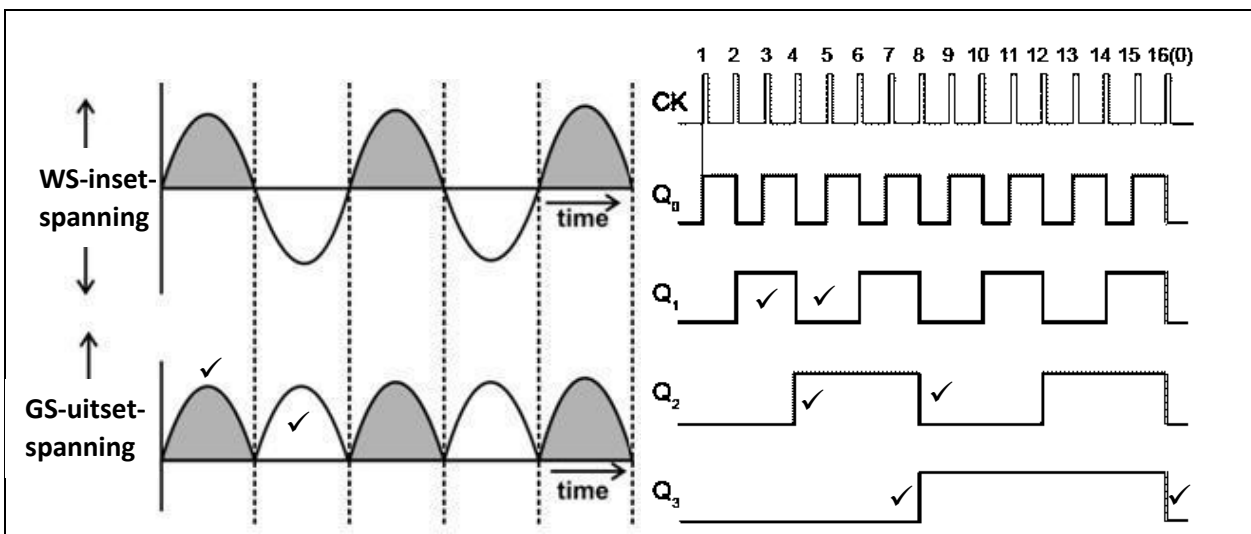 WS-inset-
spanning
time
GS-uitset-
spanning
time
1 2 3 4 5 6 7 8 9 10 11 12 13 14 15 16(0)
CK
Q0
Q1
Q2
Q3